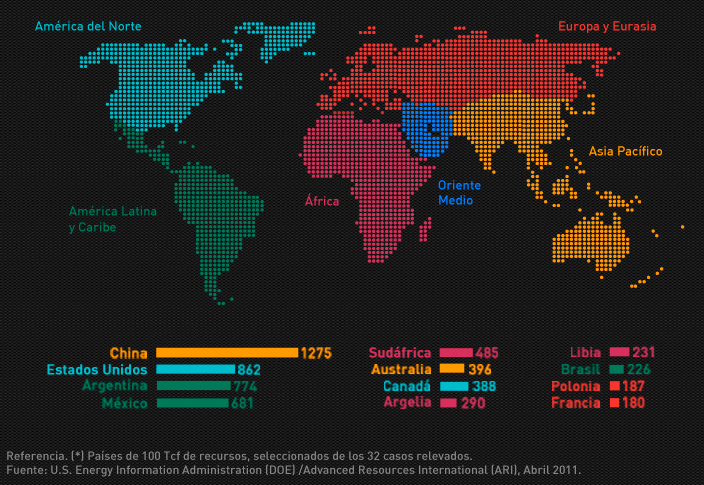 América del Norte
Europa y Eurasia
Asia Pacífico
Oriente
Medio
África
América Latina
y Caribe
China 1275
Estados Unidos 862
Argentina 774
México 681
Sudáfrica 485
Australia 396
Canadá 388
Argelia 290
Libia 231
Brasil 226
Polonia 187
Francia 180
Referencia. (*) Países de 100 Tcf de recursos, seleccionados de los 32 casos relevados.
Fuente: U.S. Energy Information Administration (DOE) /Advanced Resources International (ARI), Abril 2011.